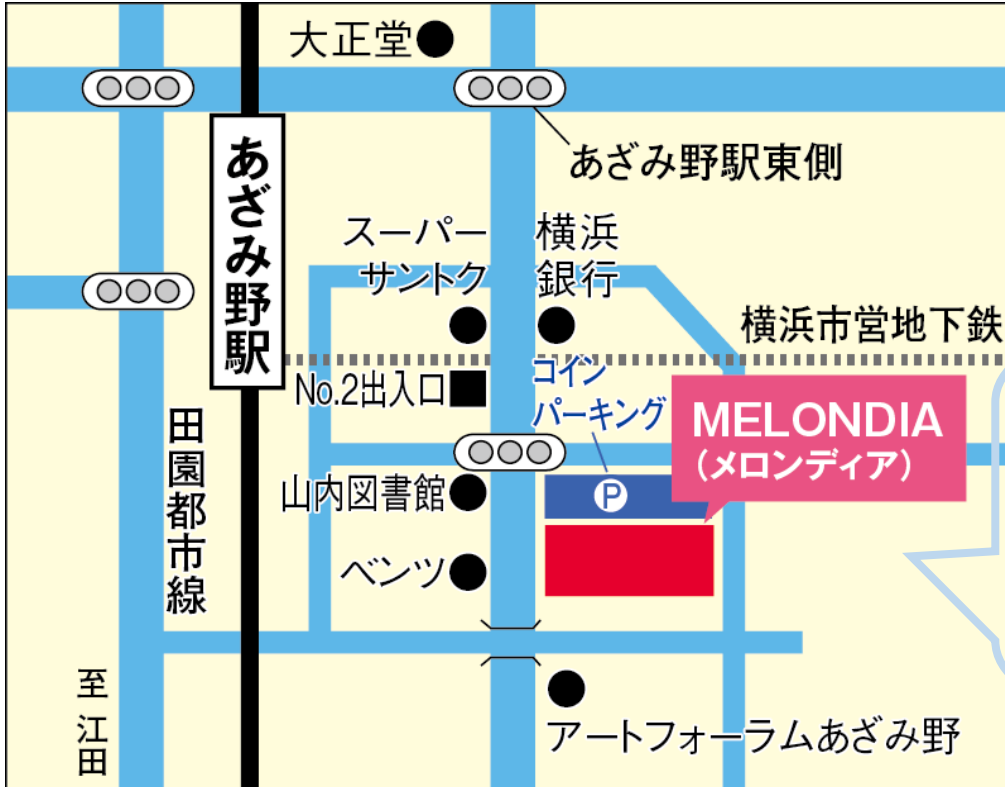 大正堂
あざみ野駅東側
あざみ野駅
スーパー
サントク
横浜
銀行
横浜市営地下鉄
No.2出入口
コイン
パーキング
MELONDIA
(メロンディア)
田園都市線
山内図書館
P
ベンツ
至 江田
アートフォーラムあざみ野